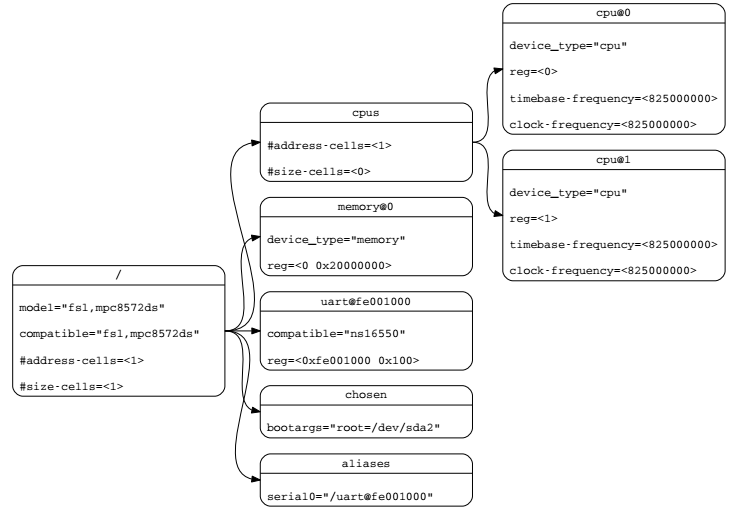 /
model="fsl,mpc8572ds"
compatible="fsl,mpc8572ds"
#address-cells=<1>
#size-cells=<1>
cpus
#address-cells=<1>
#size-cells=<0>
memory@0
device_type="memory"
reg=<0 0x20000000>
uart@fe001000
compatible="ns16550"
reg=<0xfe001000 0x100>
chosen
bootargs="root=/dev/sda2"
aliases
serial0="/uart@fe001000"
cpu@0
device_type="cpu"
reg=<0>
timebase-frequency=<825000000>
clock-frequency=<825000000>
cpu@1
device_type="cpu"
reg=<1>
timebase-frequency=<825000000>
clock-frequency=<825000000>